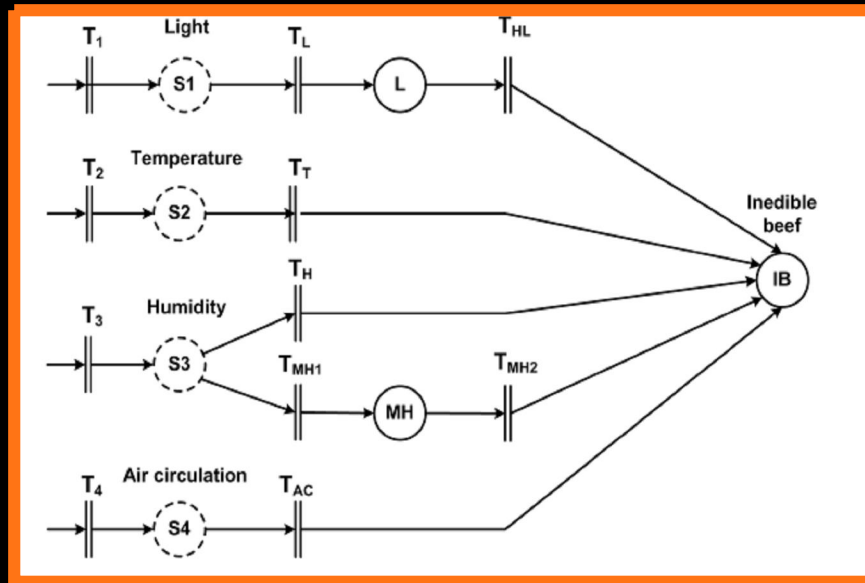 Light
T1
S1
TL
L
THL
Temperature
T2
S2
TT
Inedible
beef
IB
Humidity
T3
S3
TH
TMH1
MH
TMH2
Air circulation
T4
S4
TAC